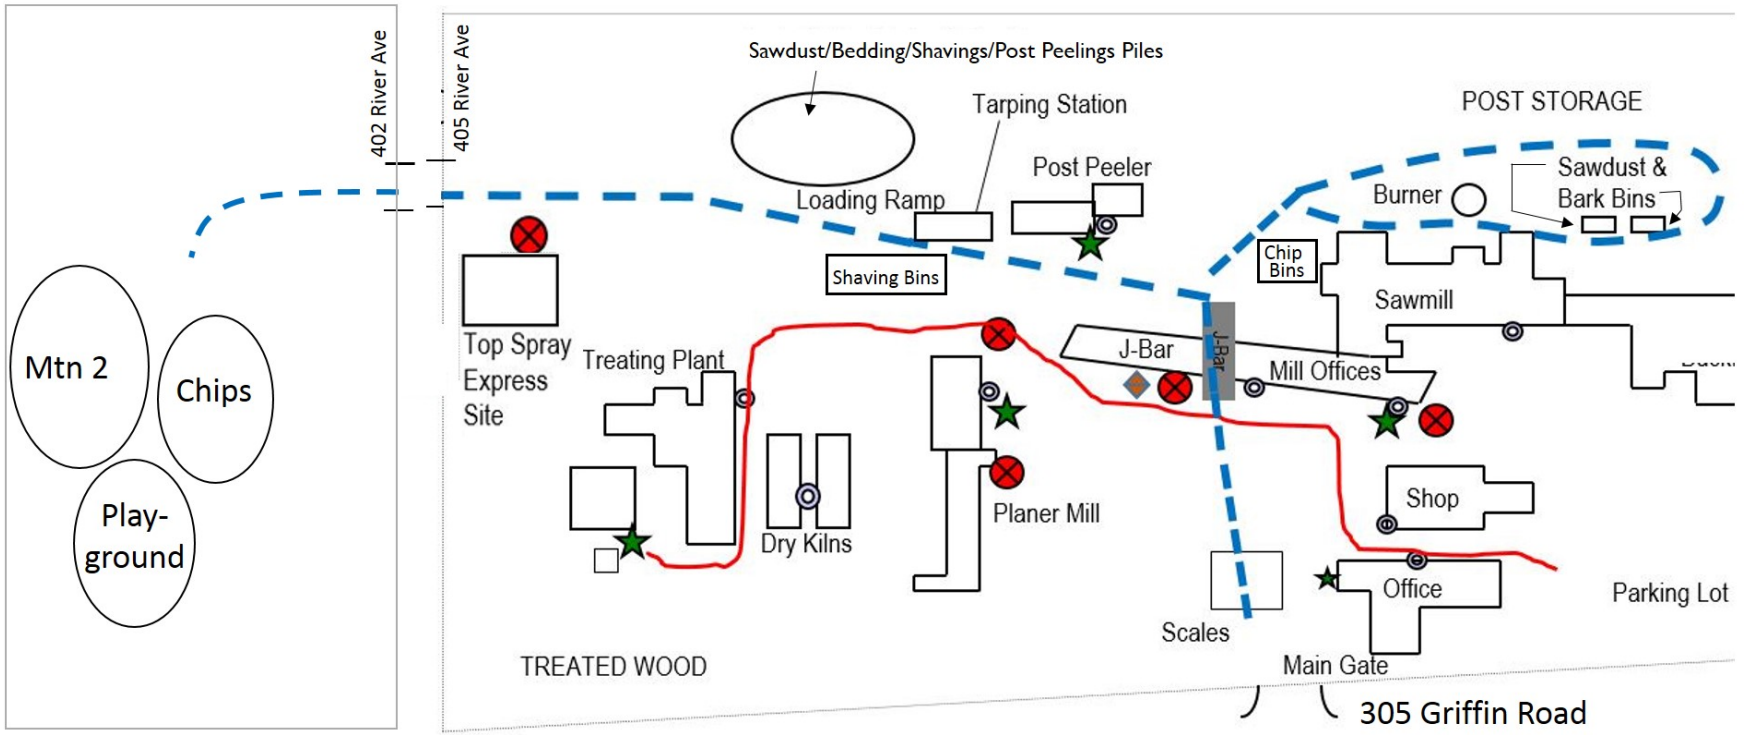 402 River Ave
405 River Ave
Sawdust/Bedding/Shavings/Post Peelings Piles
Tarping Station
POST STORAGE
Post Peeler
Sawdust &
Bark Bins
Burner
Loading Ramp
Chip
Bins
Shaving Bins
Sawmill
Top Spray
Express
Site
Treating Plant
J-Bar
J-Bar
Mill Offices
Mtn 2
Chips
Play-
ground
Shop
Planer Mill
Dry Kilns
Office
Parking Lot
Scales
TREATED WOOD
Main Gate
305 Griffin Road